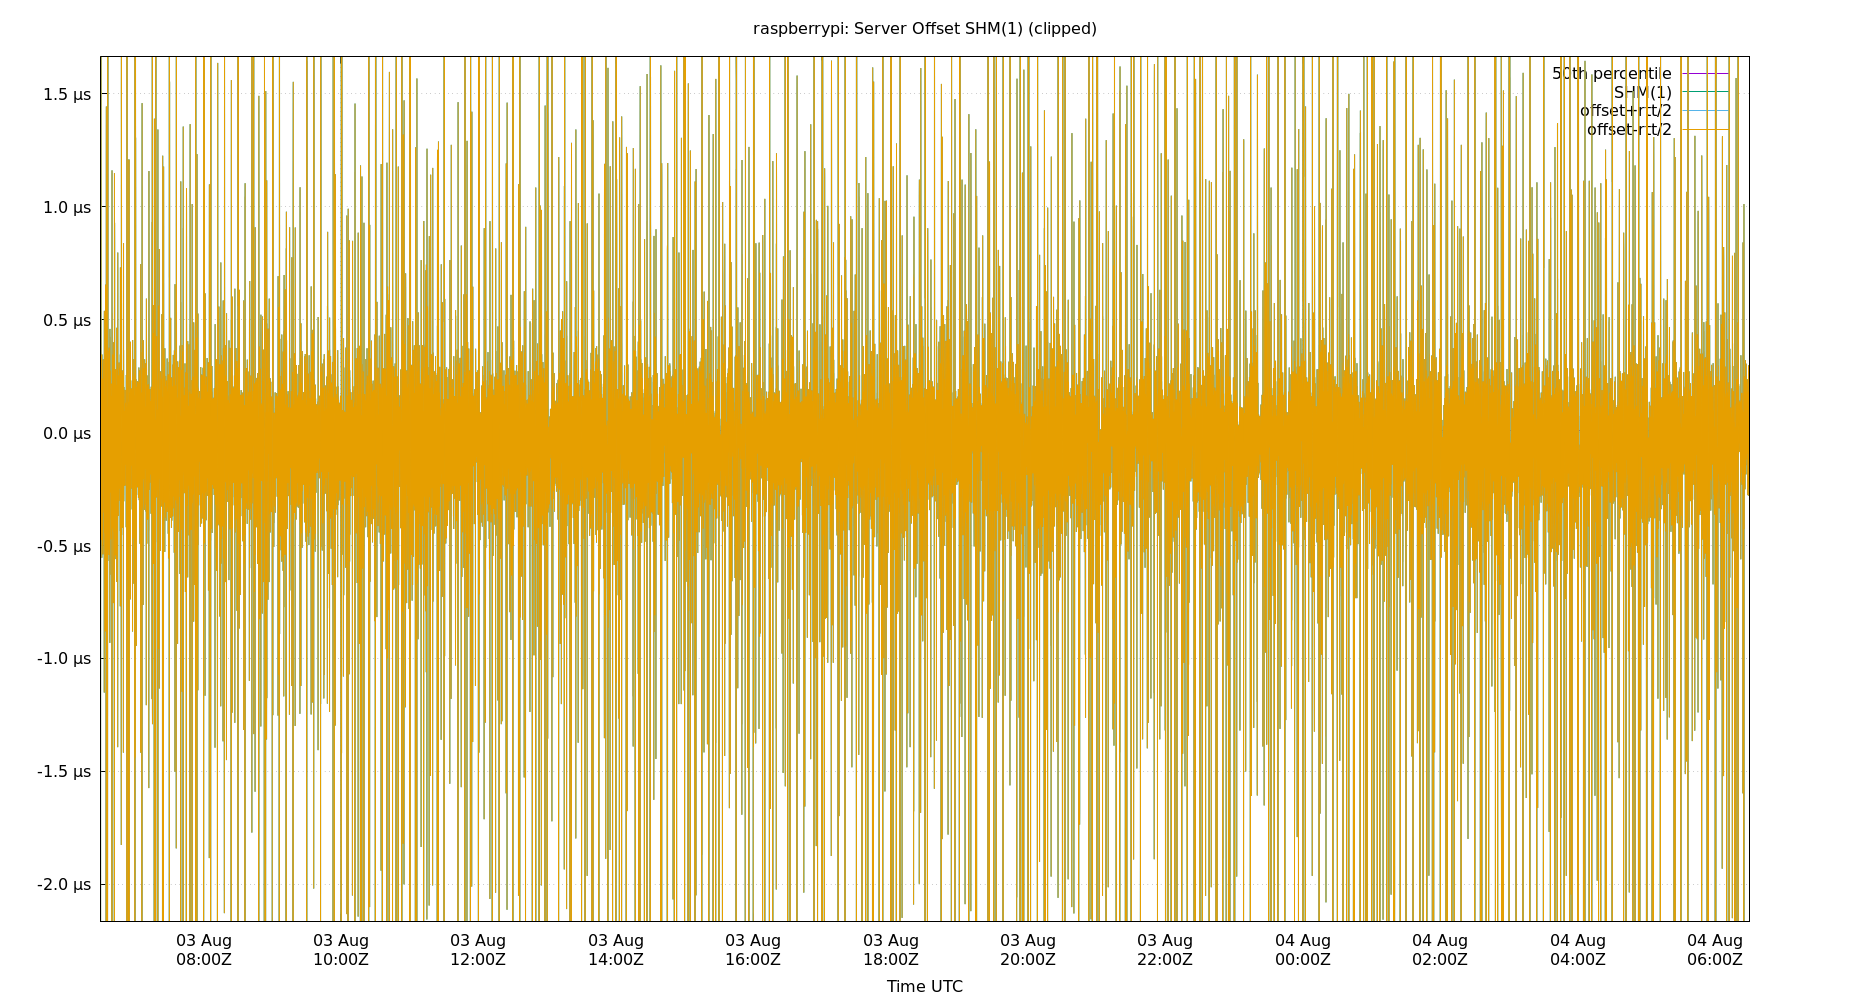 raspberrypi: Server Offset SHM(1) (clipped)
50th percentile
SHM(1)
offset+rtt/2
offset-rtt/2
1.5 µs
1.0 µs
0.5 µs
0.0 µs
-0.5 µs
-1.0 µs
-1.5 µs
-2.0 µs
03 Aug 03 Aug 03 Aug 03 Aug 03 Aug 03 Aug 03 Aug 03 Aug 04 Aug 04 Aug 04 Aug 04 Aug
08:00Z 10:00Z 12:00Z 14:00Z 16:00Z 18:00Z 20:00Z 22:00Z 00:00Z 02:00Z 04:00Z 06:00Z
Time UTC